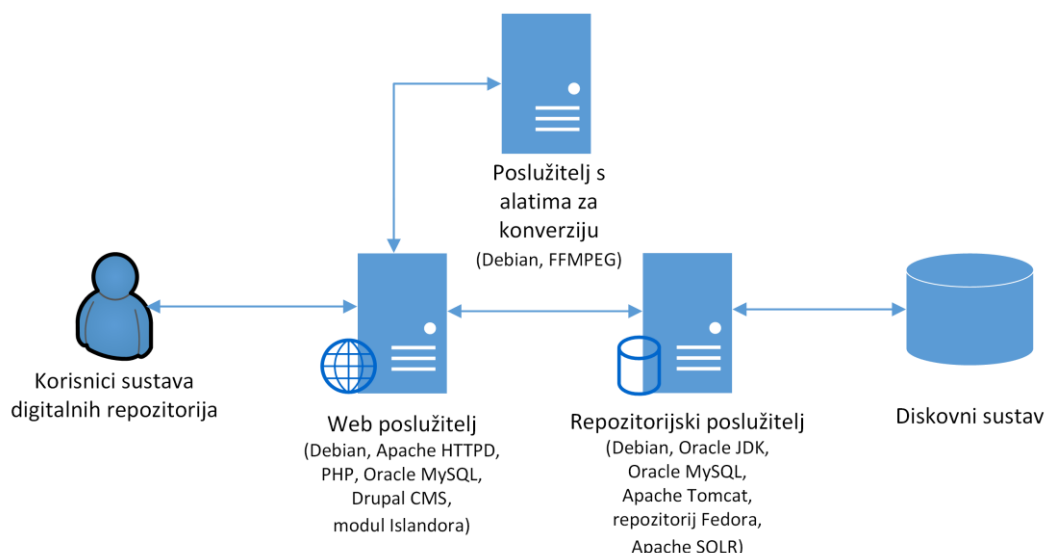 Poslužitelj s
alatima za
konverziju
(Debian, FFMPEG)
Korisnici sustava
digitalnih repozitorija
Web poslužitelj
(Debian, Apache HTTPD,
PHP, Oracle MySQL,
Drupal CMS,
modul Islandora)
Repozitorijski poslužitelj
(Debian, Oracle JDK,
Oracle MySQL,
Apache Tomcat,
repozitorij Fedora,
Apache SOLR)
Diskovni sustav